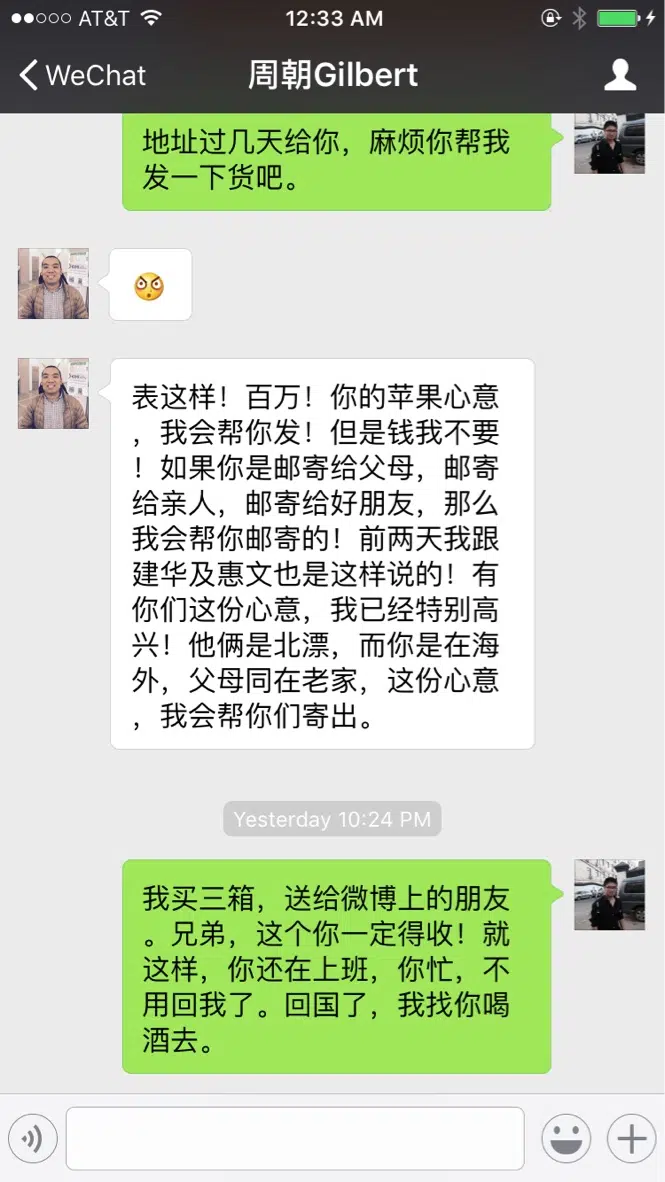 AT&T 12:33 AM
WeChat 周朝Gilbert
地址过几天给你，麻烦你帮我
发一下货吧。
表这样！百万！你的苹果心意
，我会帮你发！但是钱我不要
！如果你是邮寄给父母，邮寄
给亲人，邮寄给好朋友，那么
我会帮你邮寄的！前两天我跟
建华及惠文也是这样说的！有
你们这份心意，我已经特别高
兴！他俩是北漂，而你是在海
外，父母同在老家，这份心意
，我会帮你们寄出。
Yesterday 10:24 PM
我买三箱，送给微博上的朋友
。兄弟，这个你一定得收！就
这样，你还在上班，你忙，不
用回我了。回国了，我找你喝
酒去。